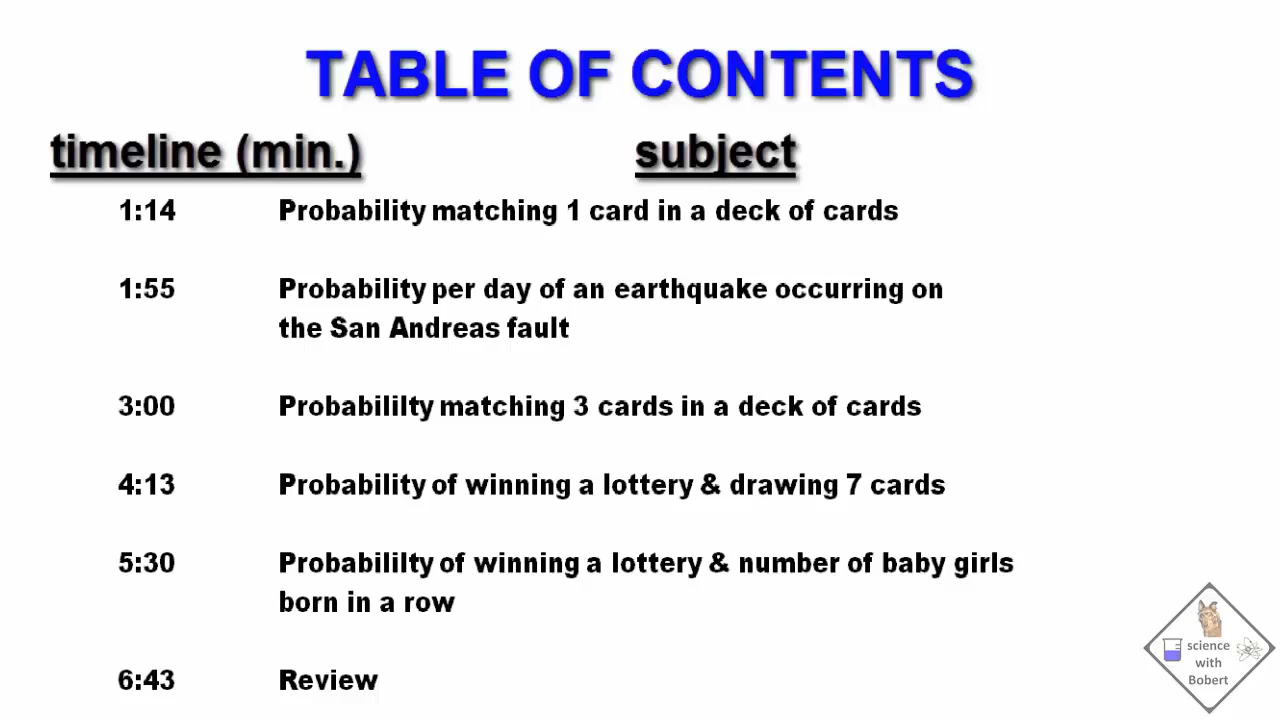 TABLE OF CONTENTS
timeline (min.) subject
1:14 Probability matching 1 card in a deck of cards
1:55 Probability per day of an earthquake occurring on
the San Andreas fault
3:00 Probabililty matching 3 cards in a deck of cards
4:13 Probability of winning a lottery & drawing 7 cards
5:30 Probabililty of winning a lottery & number of baby girls
born in a row
6:43 Review
science
with
Bobert